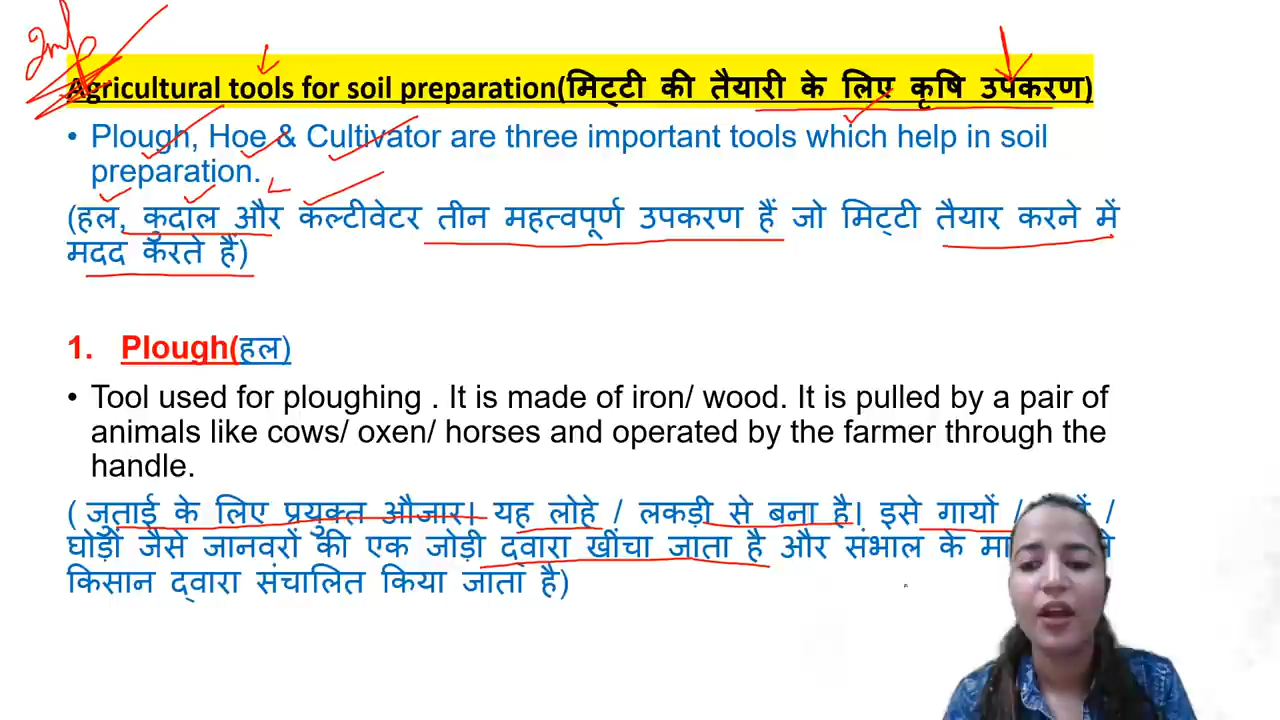 Imp
Agricultural tools for soil preparation(मिट्टी की तैयारी के लिए कृषि उपकरण)
• Plough, Hoe & Cultivator are three important tools which help in soil
preparation.
(हल, कुदाल और कल्टीवेटर तीन महत्वपूर्ण उपकरण हैं जो मिट्टी तैयार करने में
मदद करते हैं)
1. Plough(हल)
• Tool used for ploughing . It is made of iron/ wood. It is pulled by a pair of
animals like cows/ oxen/ horses and operated by the farmer through the
handle.
( जुताई के लिए प्रयुक्त औजार। यह लोहे / लकड़ी से बना है। इसे गायों / /
घोड़ों जैसे जानवरों की एक जोड़ी द्वारा खींचा जाता है और संभाल के
किसान द्वारा संचालित किया जाता है)